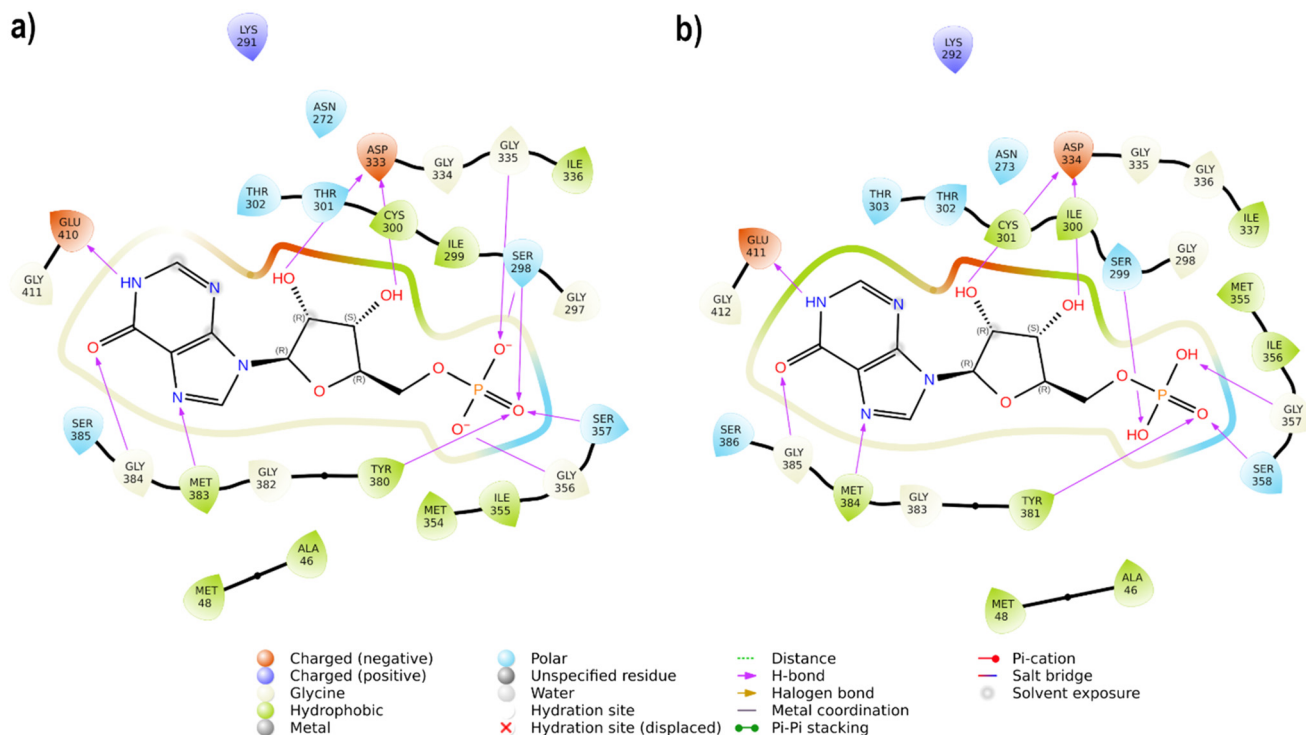 a)
LYS
291
ASN
272
ASP
333
GLY
334
GLY
335
ILE
336
THR
302
THR
301
CYS
300
ILE
299
SER
298
GLY
297
GLU
410
GLY
411
HN
N
O
N
N
HO
OH
(R)
(S)
(R)
(R)
O
O
O⁻
P
O
O⁻
SER
385
GLY
384
MET
383
GLY
382
TYR
380
MET
354
ILE
355
GLY
356
SER
357
ALA
46
MET
48
b)
LYS
292
ASN
273
ASP
334
GLY
335
GLY
336
ILE
337
THR
303
THR
302
CYS
301
ILE
300
SER
299
GLY
298
GLU
411
GLY
412
MET
355
ILE
356
GLY
357
SER
358
HN
N
O
N
N
HO
OH
(R)
(S)
(R)
(R)
O
O
OH
P
O
HO
SER
386
GLY
385
MET
384
GLY
383
TYR
381
ALA
46
MET
48
Charged (negative)
Charged (positive)
Glycine
Hydrophobic
Metal
Polar
Unspecified residue
Water
Hydration site
Hydration site (displaced)
Distance
H-bond
Halogen bond
Metal coordination
Pi-Pi stacking
Pi-cation
Salt bridge
Solvent exposure